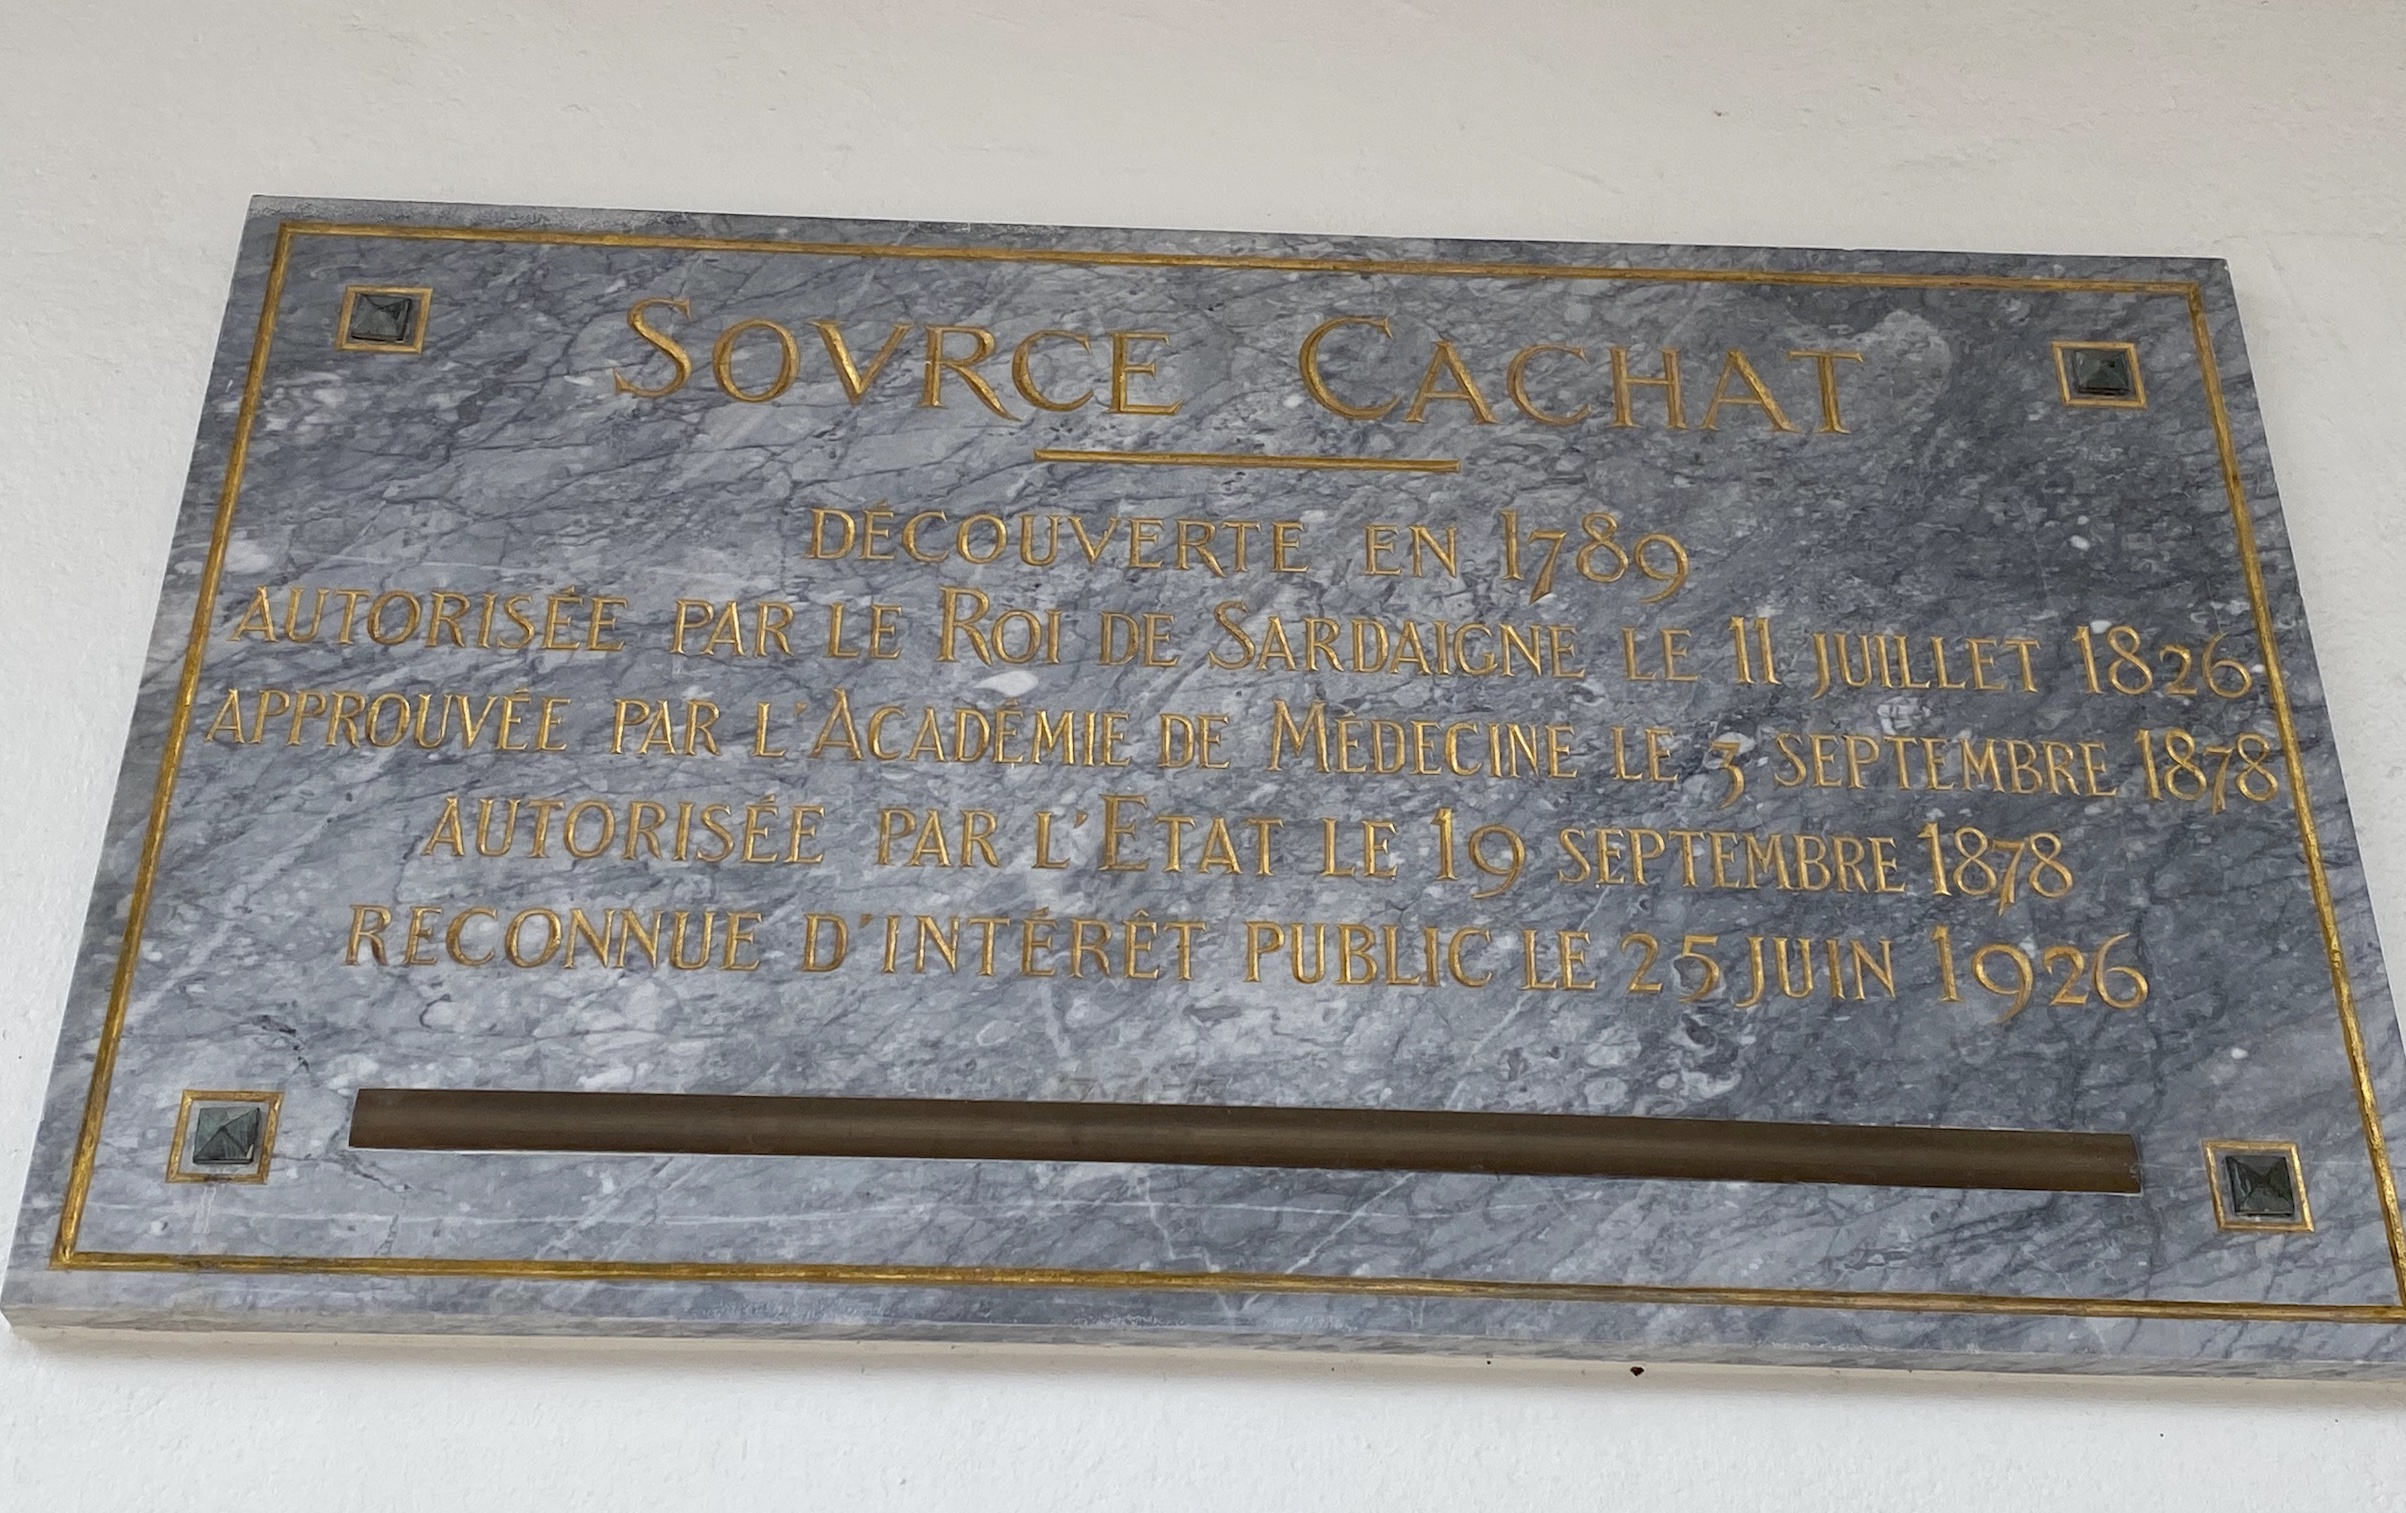 SOVRCE CACHAT
DÉCOUVERTE EN 1789
AUTORISÉE PAR LE ROI DE SARDAIGNE LE 11 JUILLET 1826
APPROUVÉE PAR L'ACADÉMIE DE MÉDECINE LE 3 SEPTEMBRE 1878
AUTORISÉE PAR L'ETAT LE 19 SEPTEMBRE 1878
RECONNUE D'INTÉRÊT PUBLIC LE 25 JUIN 1926